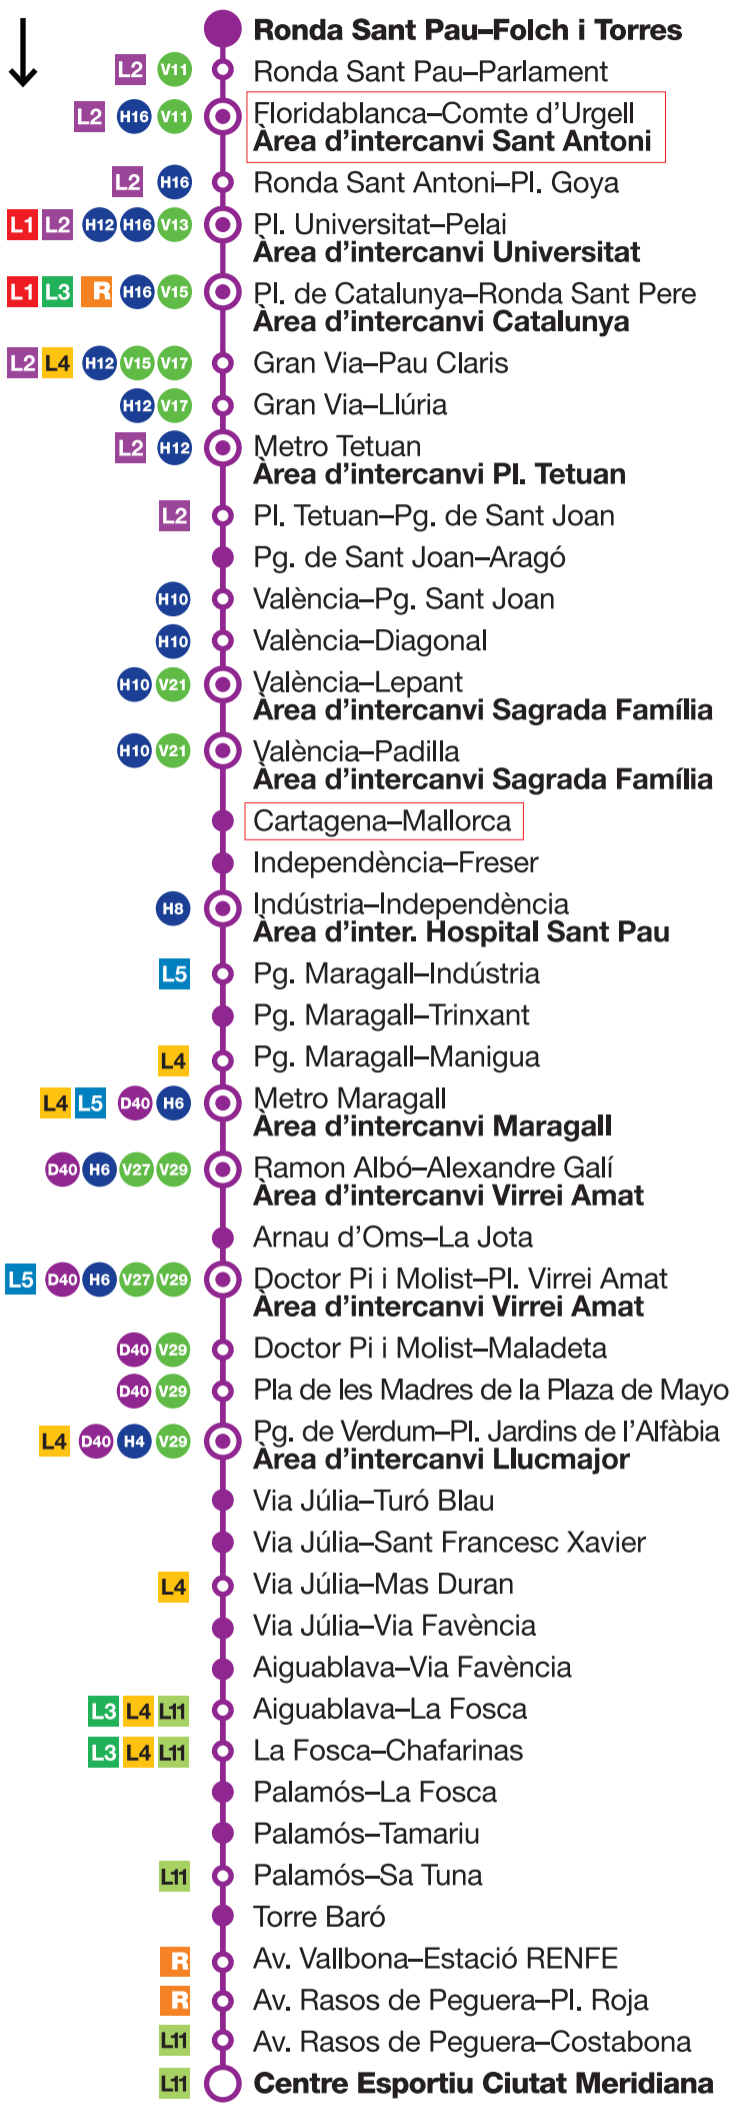 Ronda Sant Pau–Folch i Torres
L2 V11 Ronda Sant Pau–Parlament
L2 H16 V11 Floridablanca–Comte d'Urgell
Àrea d'intercanvi Sant Antoni
L2 H16 Ronda Sant Antoni–Pl. Goya
L1 L2 H12 H16 V13 Pl. Universitat–Pelai
Àrea d'intercanvi Universitat
L1 L3 R H16 V15 Pl. de Catalunya–Ronda Sant Pere
Àrea d'intercanvi Catalunya
L2 L4 H12 V15 V17 Gran Via–Pau Claris
H12 V17 Gran Via–Llúria
L2 H12 Metro Tetuan
Àrea d'intercanvi Pl. Tetuan
L2 Pl. Tetuan–Pg. de Sant Joan
Pg. de Sant Joan–Aragó
H10 València–Pg. Sant Joan
H10 València–Diagonal
H10 V21 València–Lepant
Àrea d'intercanvi Sagrada Família
H10 V21 València–Padilla
Àrea d'intercanvi Sagrada Família
Cartagena–Mallorca
Independència–Freser
H8 Indústria–Independència
Àrea d'inter. Hospital Sant Pau
L5 Pg. Maragall–Indústria
Pg. Maragall–Trinxant
L4 Pg. Maragall–Manigua
L4 L5 D40 H6 Metro Maragall
Àrea d'intercanvi Maragall
D40 H6 V27 V29 Ramon Albó–Alexandre Galí
Àrea d'intercanvi Virrei Amat
Arnau d'Oms–La Jota
L5 D40 H6 V27 V29 Doctor Pi i Molist–Pl. Virrei Amat
Àrea d'intercanvi Virrei Amat
D40 V29 Doctor Pi i Molist–Maladeta
D40 V29 Pla de les Madres de la Plaza de Mayo
L4 D40 H4 V29 Pg. de Verdum–Pl. Jardins de l'Alfàbia
Àrea d'intercanvi Llucmajor
Via Júlia–Turó Blau
Via Júlia–Sant Francesc Xavier
L4 Via Júlia–Mas Duran
Via Júlia–Via Favència
Aiguablava–Via Favència
L3 L4 L11 Aiguablava–La Fosca
L3 L4 L11 La Fosca–Chafarinas
Palamós–La Fosca
Palamós–Tamariu
L11 Palamós–Sa Tuna
Torre Baró
R Av. Vallbona–Estació RENFE
R Av. Rasos de Peguera–Pl. Roja
L11 Av. Rasos de Peguera–Costabona
L11 Centre Esportiu Ciutat Meridiana